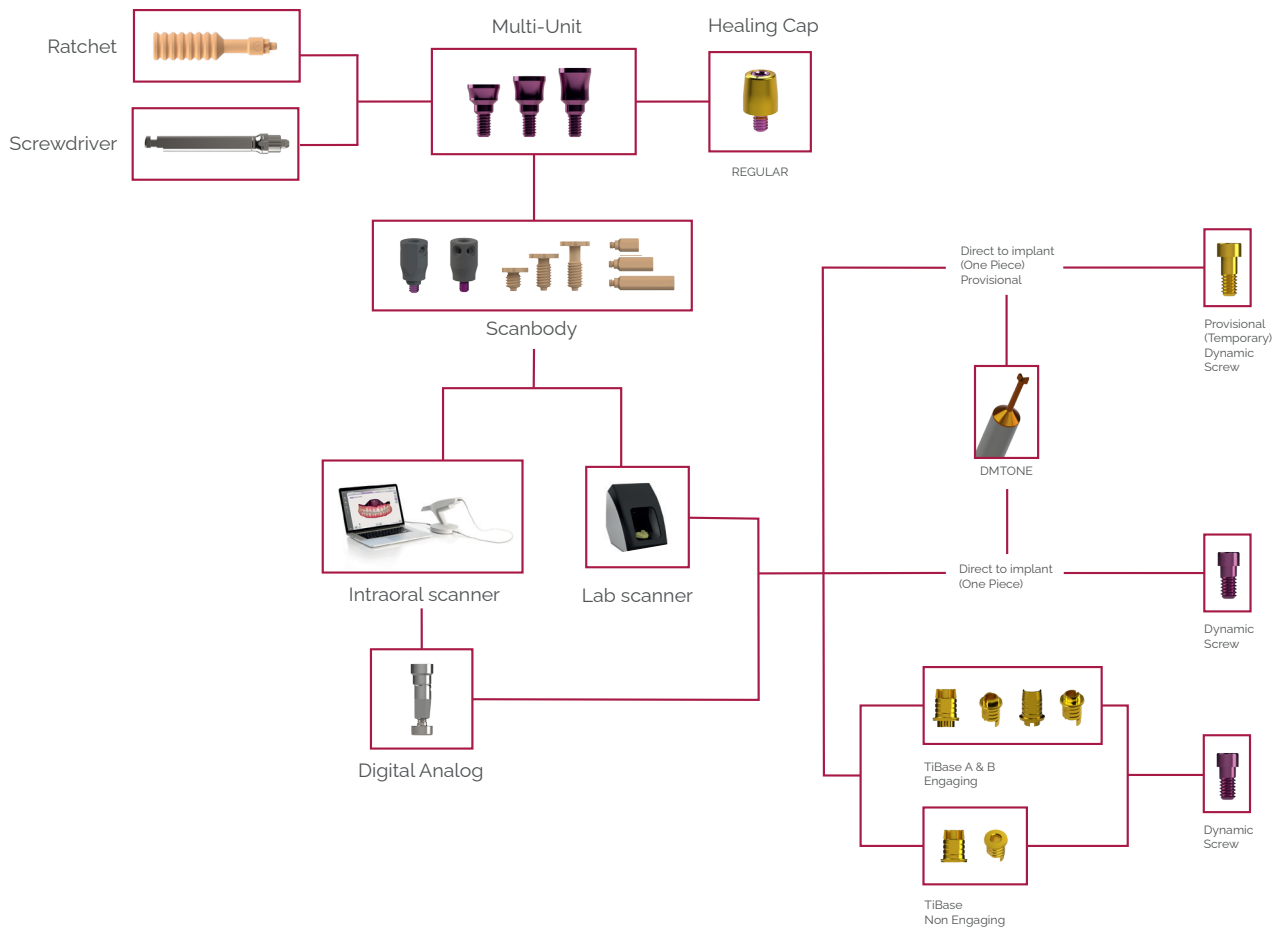 Ratchet
Screwdriver
Multi-Unit
Healing Cap
REGULAR
Scanbody
Intraoral scanner
Lab scanner
Digital Analog
Direct to implant
(One Piece)
Provisional
Provisional
(Temporary)
Dynamic
Screw
DMTONE
Direct to implant
(One Piece)
Dynamic
Screw
TiBase A & B
Engaging
Dynamic
Screw
TiBase
Non Engaging